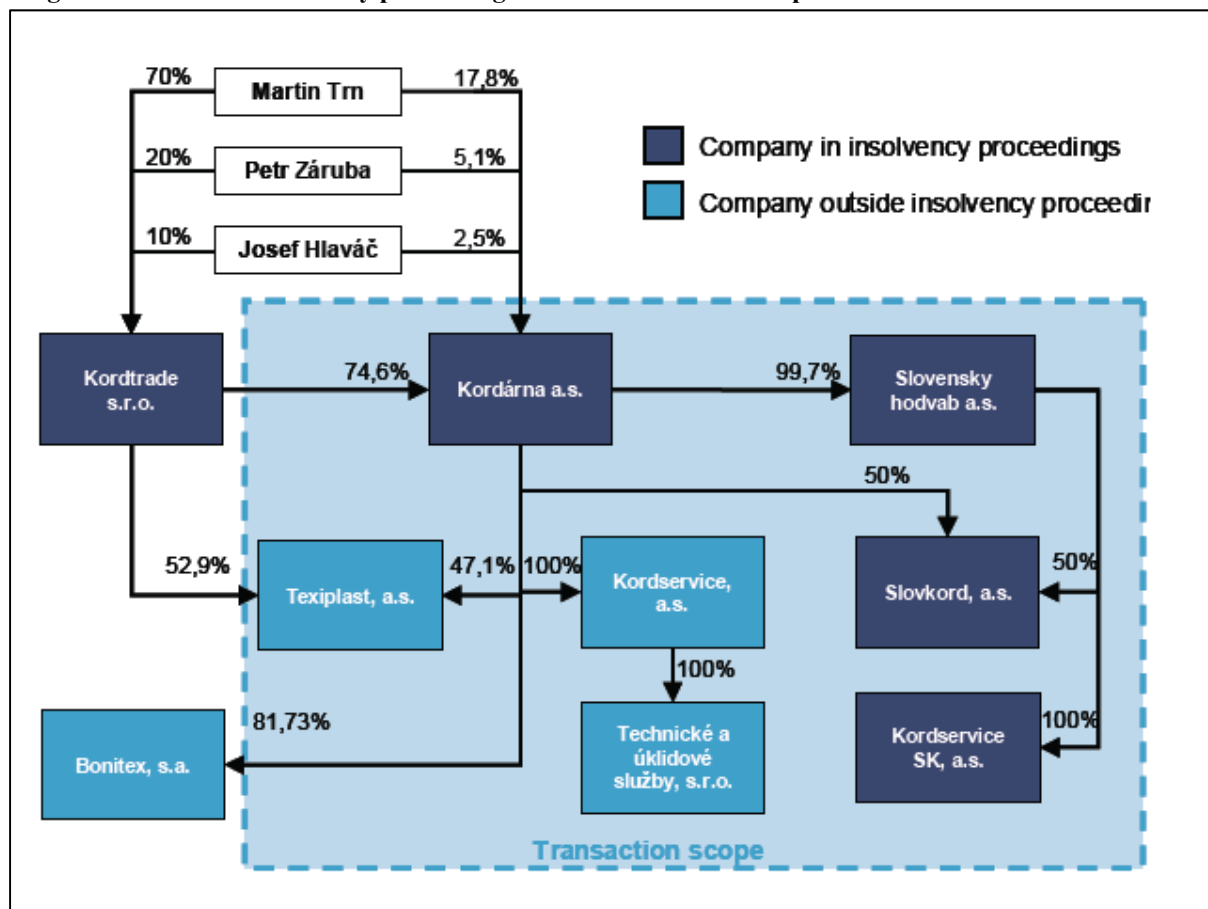 70%
Martin Trn
17,8%
20%
Petr Záruba
5,1%
10%
Josef Hlaváč
2,5%
Company in insolvency proceedings
Company outside insolvency proceedin
Kordtrade
s.r.o.
74,6%
Kordárna a.s.
99,7%
Slovensky
hodvab a.s.
50%
52,9%
Texiplast, a.s.
47,1%
100%
Kordservice,
a.s.
Slovkord, a.s.
50%
100%
81,73%
Bonitex, s.a.
Technické a
úklidové
služby, s.r.o.
Kordservice
SK, a.s.
100%
Transaction scope